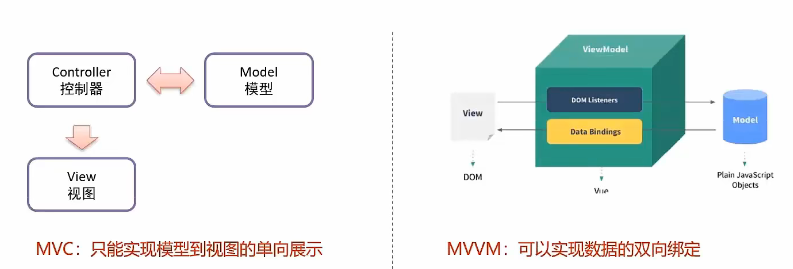 Controller
控制器
Model
模型
View
视图
MVC：只能实现模型到视图的单向展示
ViewModel
DOM Listeners
Data Bindings
View
Model
DOM
Vue
Plain JavaScript
Objects
MVVM：可以实现数据的双向绑定